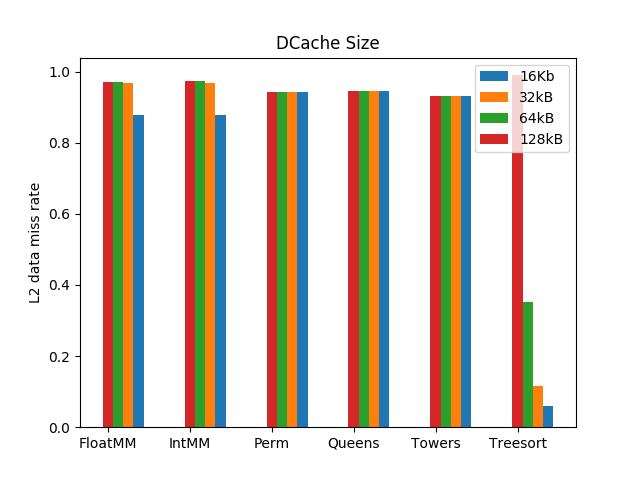 DCache Size
L2 data miss rate
1.0
0.8
0.6
0.4
0.2
0.0
16Kb
32kB
64kB
128kB
FloatMM IntMM Perm Queens Towers Treesort